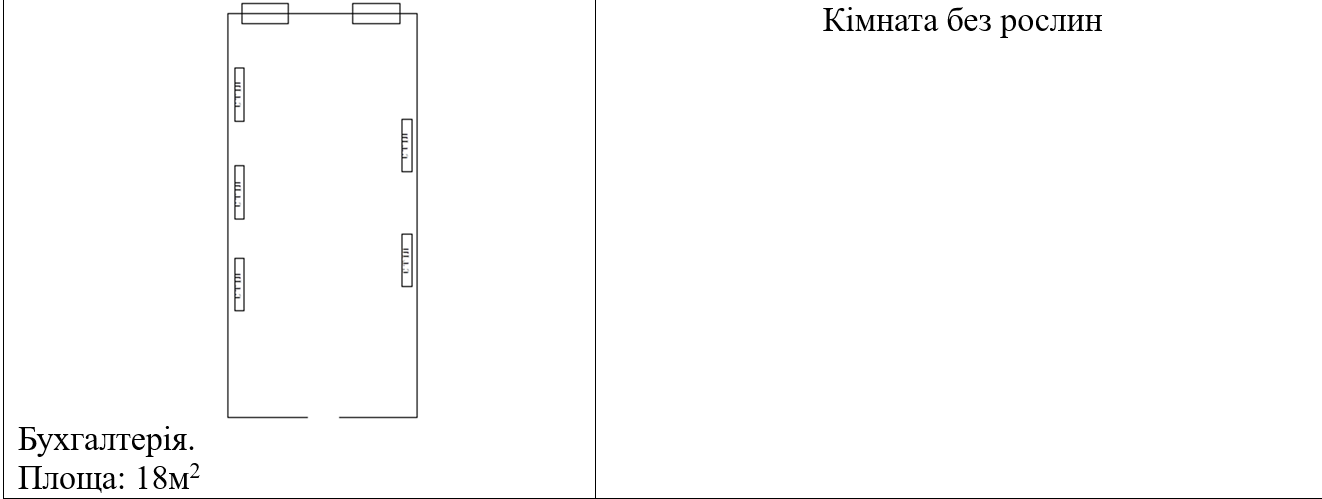 Кімната без рослин
Бухгалтерія.
Площа: 18м²